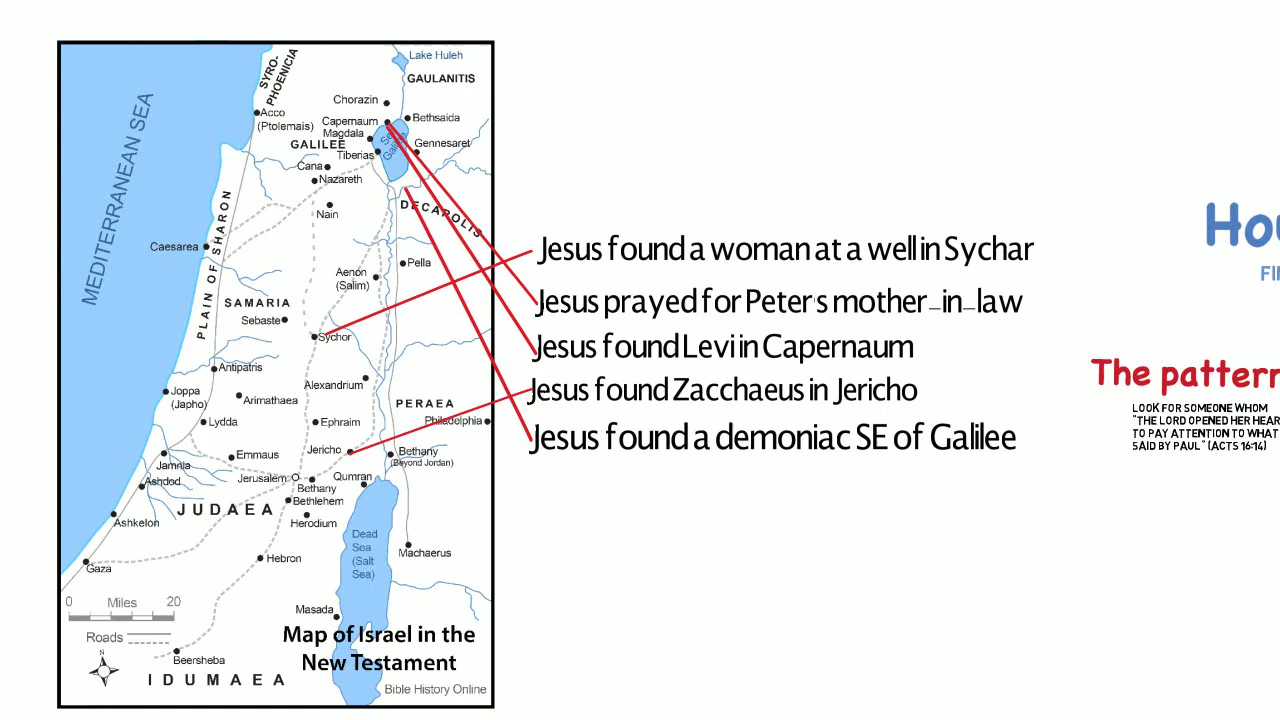 Lake Huleh
SYRO-
PHOENICIA
GAULANITIS
Chorazin
Acco
(Ptolemais)
Capernaum
Bethsaida
MEDITERRANEAN SEA
Magdala
Sea
Galilee
GALILEE
Gennesaret
Tiberias
Cana
Nazareth
DECAPOLIS
Nain
PLAIN OF SHARON
Caesarea
Jesus found a woman at a well in Sychar
Pella
Aenon
(Salim)
SAMARIA
Jesus prayed for Peter's mother-in-law
Sebaste
Sychor
Jesus found Levi in Capernaum
Antipatris
Alexandrium
Jesus found Zacchaeus in Jericho
Joppa
(Japho)
Arimathaea
PERAEA
Lydda
Ephraim
Philadelphia
Jesus found a demoniac SE of Galilee
Emmaus
Jericho
Bethany
(Beyond Jordan)
Jamnia
Ashdod
Jerusalem
Qumran
Bethany
Bethlehem
JUDAEA
Herodium
Ashkelon
Dead
Sea
(Salt
Sea)
Machaerus
Hebron
Gaza
0 Miles 20
Masada
Roads
Map of Israel in the
New Testament
N
Beersheba
IDUMAEA
Bible History Online
Hou
FI
The pattern
LOOK FOR SOMEONE WHOM
"THE LORD OPENED HER HEAR
TO PAY ATTENTION TO WHAT
SAID BY PAUL" (ACTS 16:14)